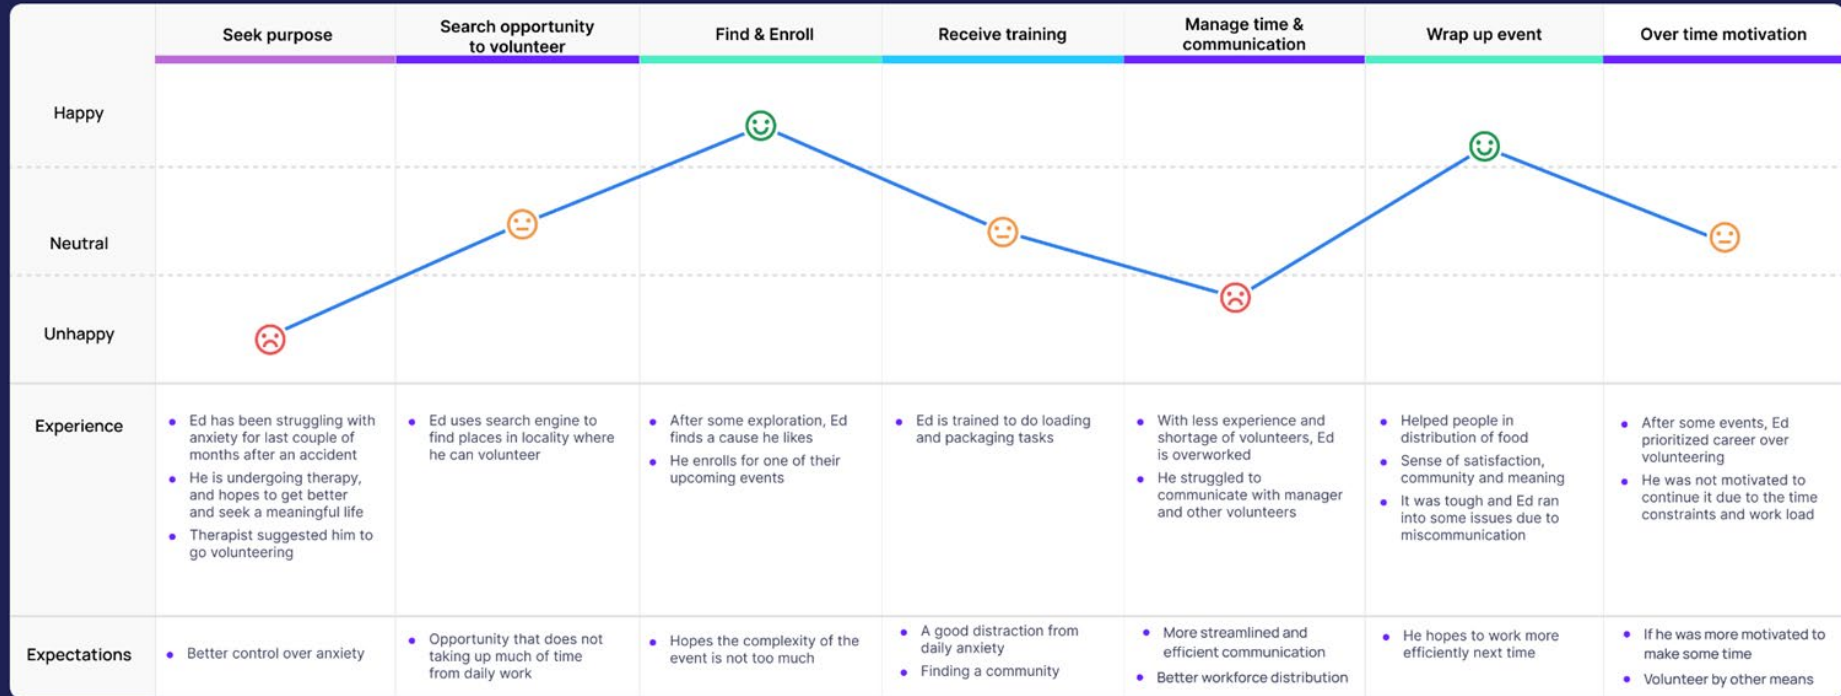 Seek purpose
Search opportunity
to volunteer
Find & Enroll
Receive training
Manage time &
communication
Wrap up event
Over time motivation
Happy
Neutral
Unhappy
Experience
Ed has been struggling with
anxiety for last couple of
months after an accident
He is undergoing therapy,
and hopes to get better
and seek a meaningful life
Therapist suggested him to
go volunteering
Ed uses search engine to
find places in locality where
he can volunteer
After some exploration, Ed
finds a cause he likes
He enrolls for one of their
upcoming events
Ed is trained to do loading
and packaging tasks
With less experience and
shortage of volunteers, Ed
is overworked
He struggled to
communicate with manager
and other volunteers
Helped people in
distribution of food
Sense of satisfaction,
community and meaning
It was tough and Ed ran
into some issues due to
miscommunication
After some events, Ed
prioritized career over
volunteering
He was not motivated to
continue it due to the time
constraints and work load
Expectations
Better control over anxiety
Opportunity that does not
taking up much of time
from daily work
Hopes the complexity of the
event is not too much
A good distraction from
daily anxiety
Finding a community
More streamlined and
efficient communication
Better workforce distribution
He hopes to work more
efficiently next time
If he was more motivated to
make some time
Volunteer by other means